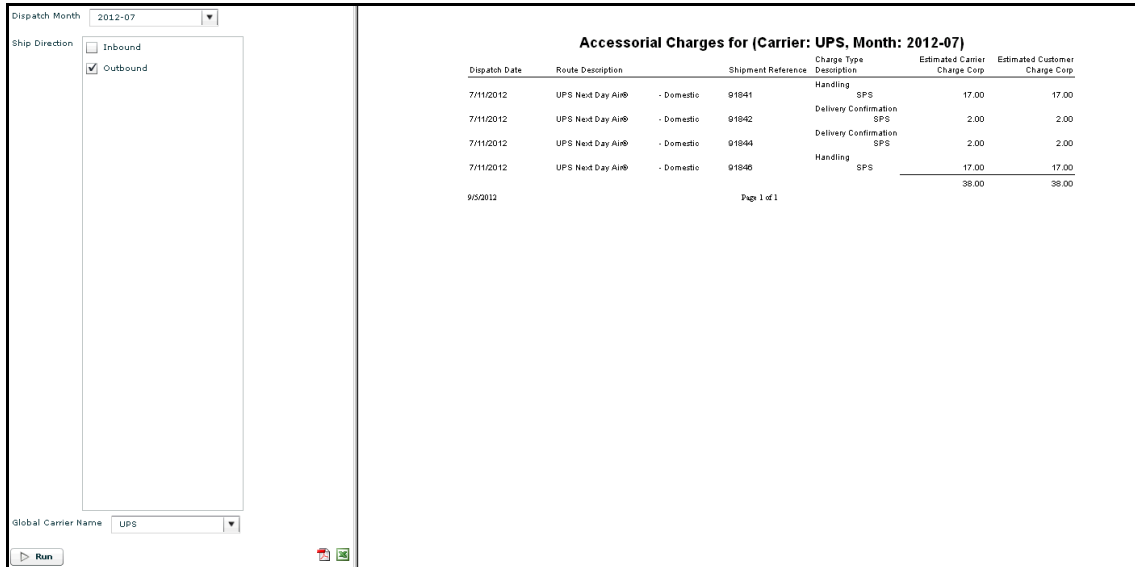 Dispatch Month 2012-07
Ship Direction
Inbound
Outbound
Global Carrier Name UPS
Run
Accessorial Charges for (Carrier: UPS, Month: 2012-07)
Dispatch Date Route Description Shipment Reference Charge Type Description Estimated Carrier Charge Corp Estimated Customer Charge Corp
Handling
7/11/2012 UPS Next Day Air® - Domestic 91841 SPS 17.00 17.00
Delivery Confirmation
7/11/2012 UPS Next Day Air® - Domestic 91842 SPS 2.00 2.00
Delivery Confirmation
7/11/2012 UPS Next Day Air® - Domestic 91844 SPS 2.00 2.00
Handling
7/11/2012 UPS Next Day Air® - Domestic 91846 SPS 17.00 17.00
38.00 38.00
9/5/2012 Page 1 of 1